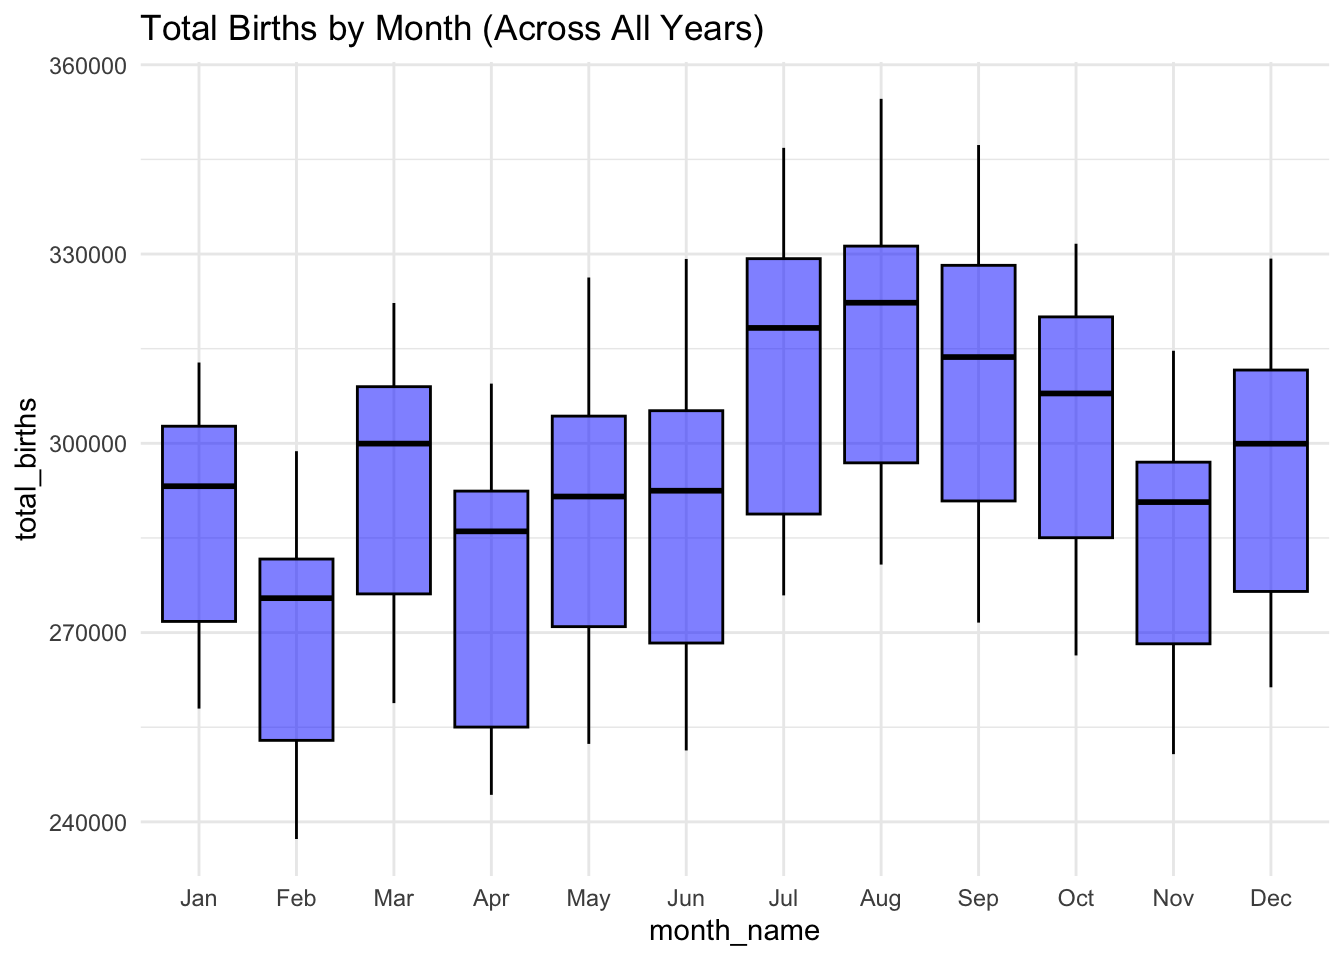 Total Births by Month (Across All Years)
total_births
360000
330000
300000
270000
240000
Jan Feb Mar Apr May Jun Jul Aug Sep Oct Nov Dec
month_name